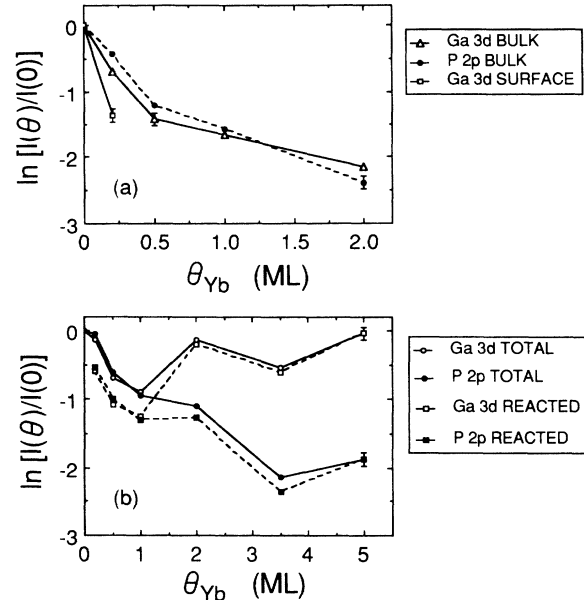 0
-1
-2
-3
ln [I(θ)/I(0)]
(a)
0 0.5 1.0 1.5 2.0
θYb (ML)
Ga 3d BULK
P 2p BULK
Ga 3d SURFACE
0
-1
-2
-3
ln [I(θ)/I(0)]
(b)
0 1 2 3 4 5
θYb (ML)
Ga 3d TOTAL
P 2p TOTAL
Ga 3d REACTED
P 2p REACTED